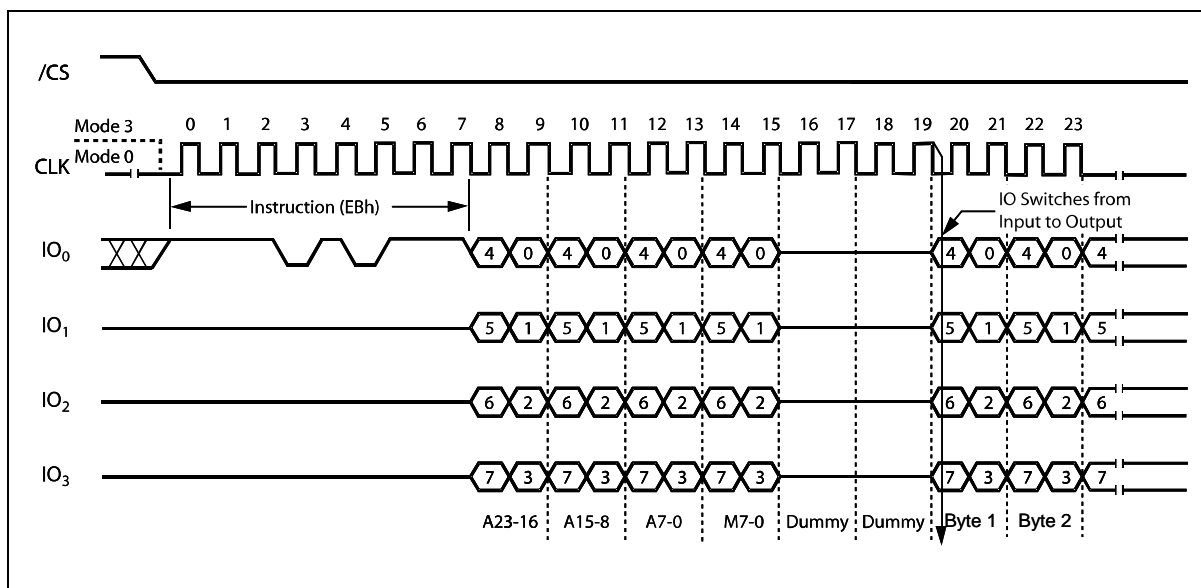 /CS
Mode 3
0 1 2 3 4 5 6 7 8 9 10 11 12 13 14 15 16 17 18 19 20 21 22 23
CLK
Mode 0
Instruction (EBh)
IO Switches from
Input to Output
IO₀
4 0 4 0 4 0 4 0 4 0 4 0 4
IO₁
5 1 5 1 5 1 5 1 5 1 5 1 5
IO₂
6 2 6 2 6 2 6 2 6 2 6 2 6
IO₃
7 3 7 3 7 3 7 3 7 3 7 3 7
A23-16 A15-8 A7-0 M7-0 Dummy Dummy Byte 1 Byte 2